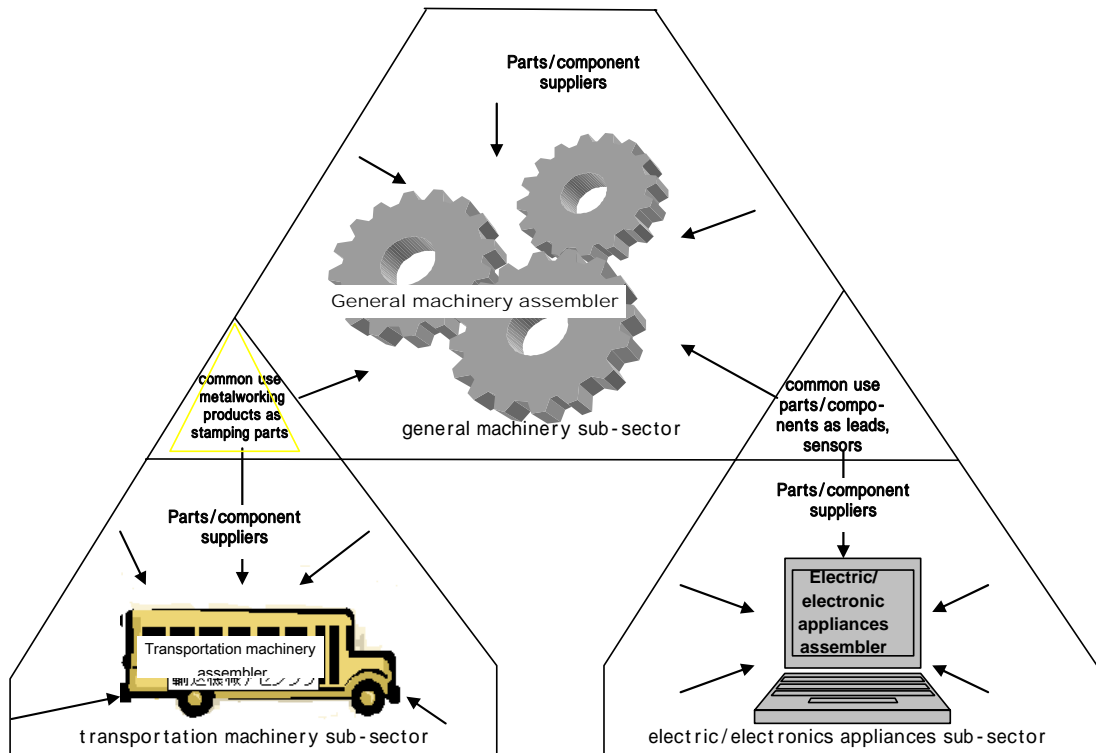 Parts/component
suppliers
General machinery assembler
general machinery sub-sector
common use
metalworking
products as
stamping parts
common use
parts/compo-
nents as leads,
sensors
Parts/component
suppliers
Transportation machinery
assembler
transportation machinery sub-sector
Parts/component
suppliers
Electric/
electronic
appliances
assembler
electric/electronics appliances sub-sector